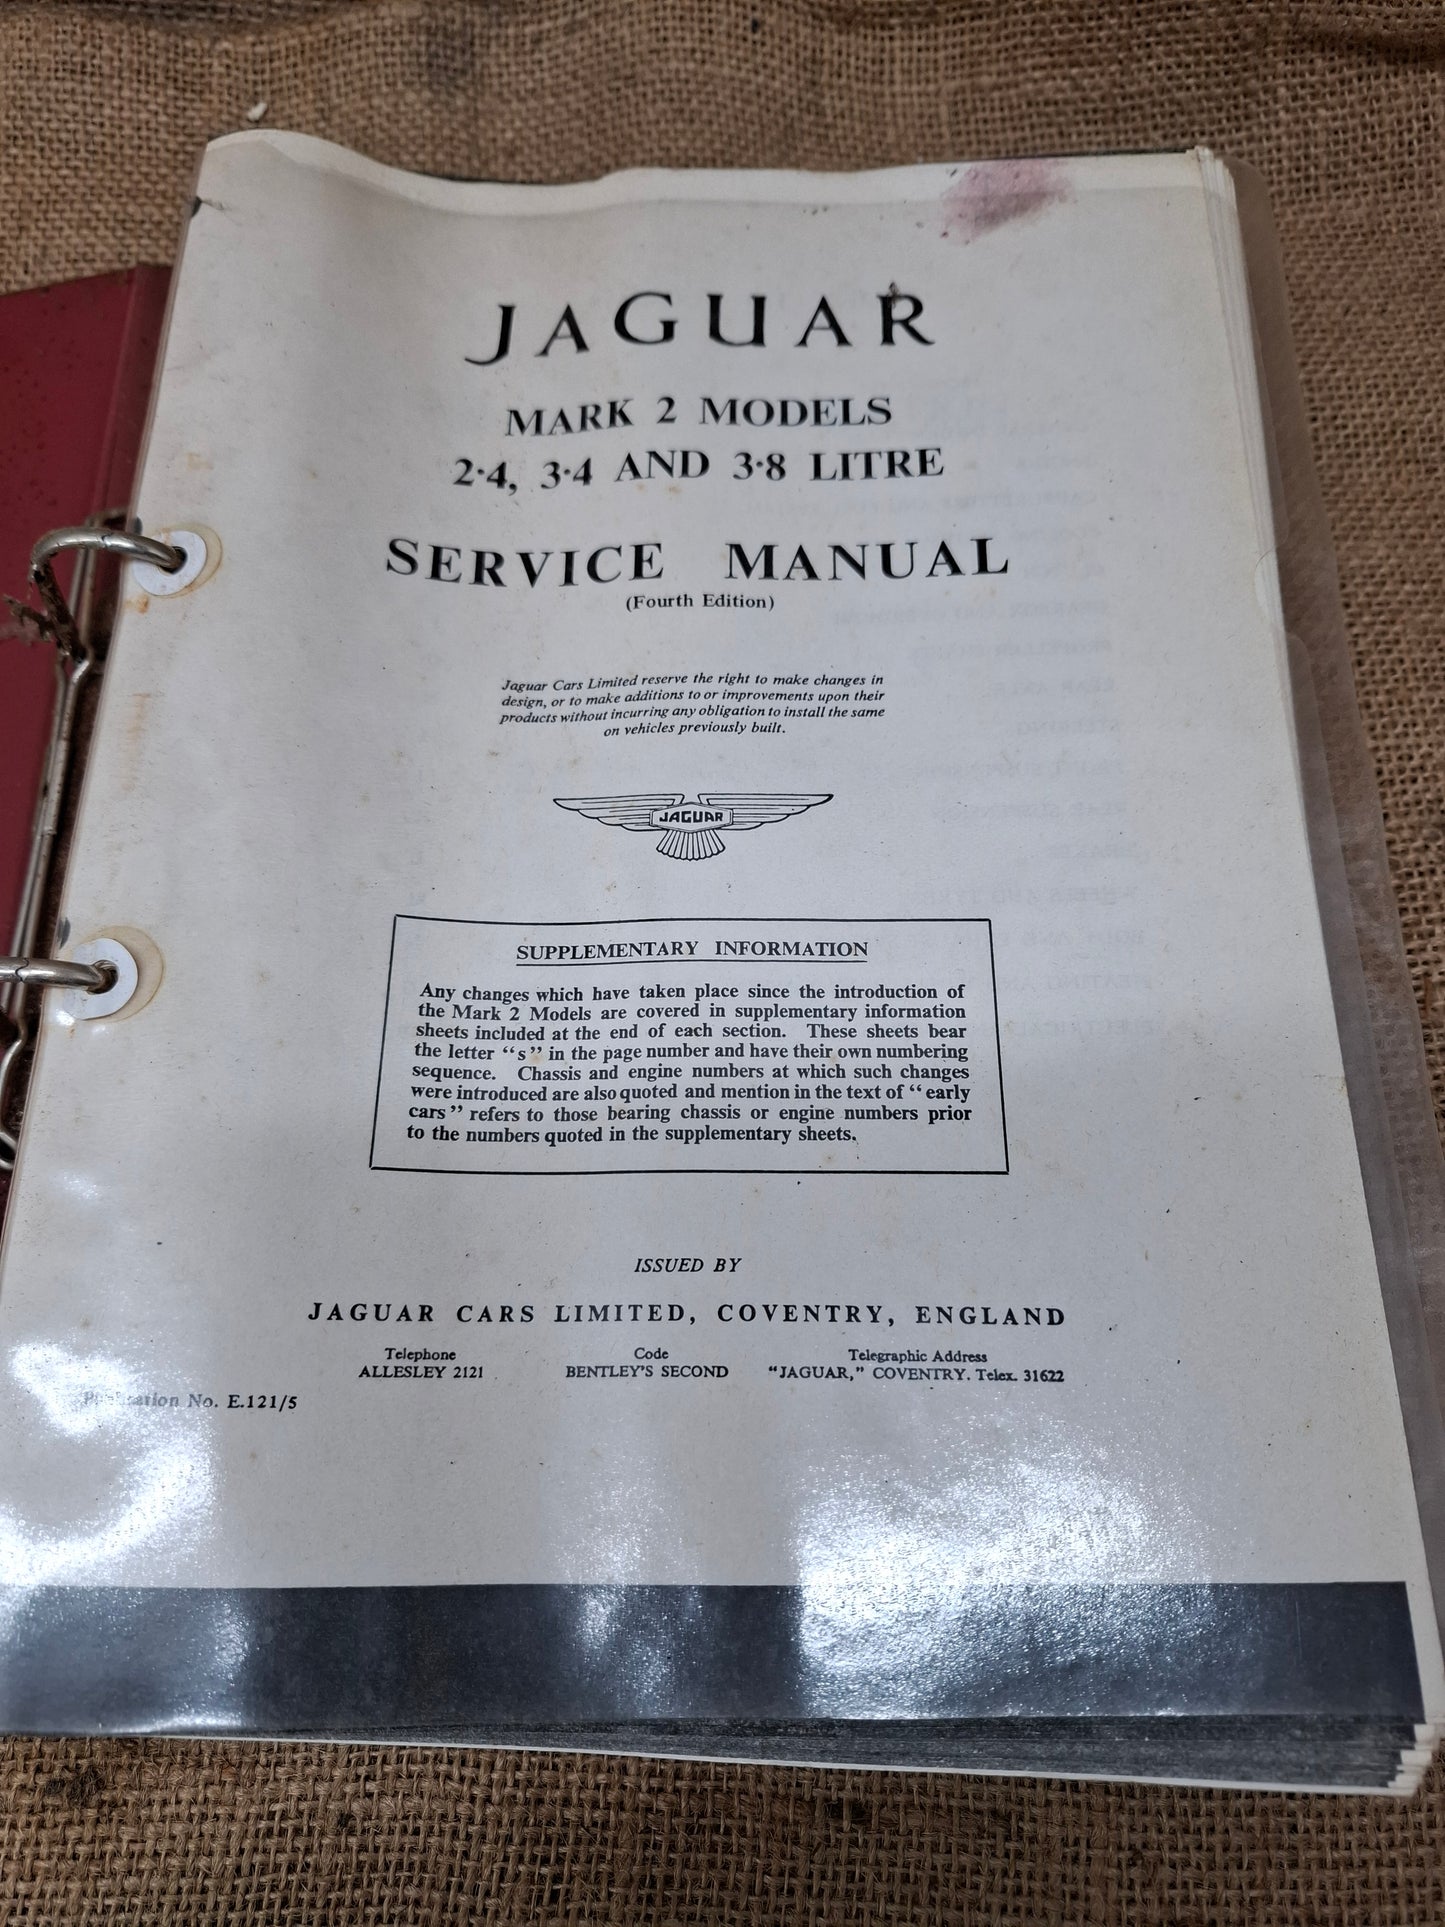 JAGUAR
MARK 2 MODELS
2·4, 3·4 AND 3·8 LITRE
SERVICE MANUAL
(Fourth Edition)
Jaguar Cars Limited reserve the right to make changes in
design, or to make additions to or improvements upon their
products without incurring any obligation to install the same
on vehicles previously built.
JAGUAR
SUPPLEMENTARY INFORMATION
Any changes which have taken place since the introduction of
the Mark 2 Models are covered in supplementary information
sheets included at the end of each section. These sheets bear
the letter “s” in the page number and have their own numbering
sequence. Chassis and engine numbers at which such changes
were introduced are also quoted and mention in the text of “early
cars” refers to those bearing chassis or engine numbers prior
to the numbers quoted in the supplementary sheets.
ISSUED BY
JAGUAR CARS LIMITED, COVENTRY, ENGLAND
Telephone Code Telegraphic Address
ALLESLEY 2121 BENTLEY'S SECOND “JAGUAR,” COVENTRY. Telex. 31622
Publication No. E.121/5